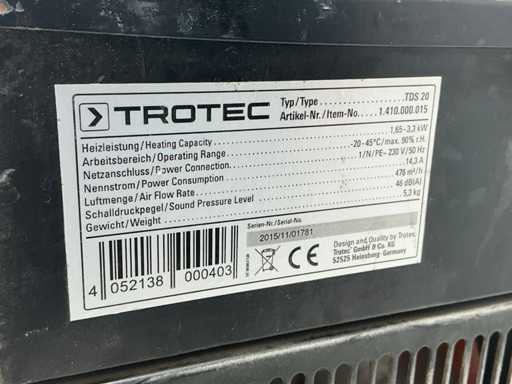 TROTEC
Typ/Type..........................TDS 20
Artikel-Nr./Item-No.....1.410.000.015
Heizleistung/Heating Capacity..........1,65-3,3 kW
Arbeitsbereich/Operating Range..........-20 - 45°C/max. 90% r.H.
Netzanschluss/Power Connection..........1/N/PE~ 230 V/50 Hz
Nennstrom/Power Consumption..........14,3 A
Luftmenge/Air Flow Rate..........476 m³/h
Schalldruckpegel/Sound Pressure Level..........46 dB(A)
Gewicht/Weight..........5,3 kg
Serien-Nr./Serial-No.
2015/11/01781
4 052138 000403
CE
Design and Quality by Trotec.
Trotec GmbH & Co. KG
52525 Heinsburg · Germany